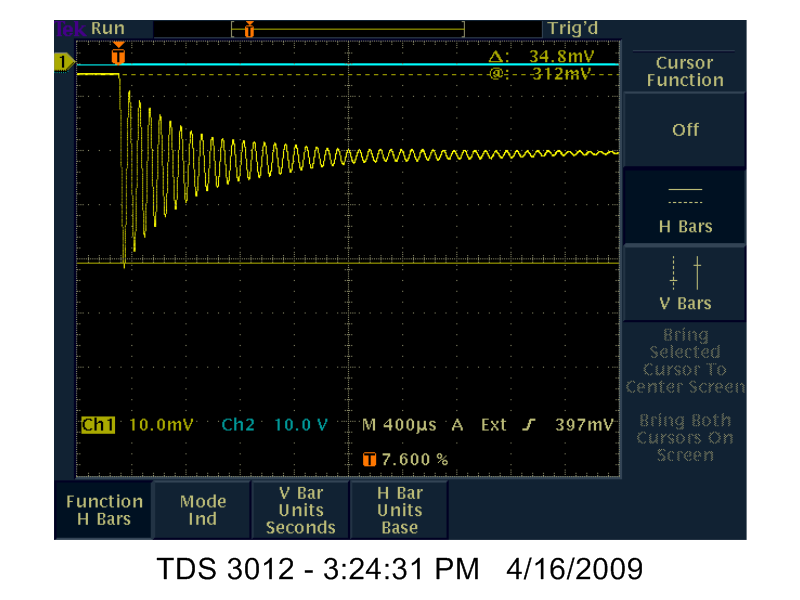 Tek Run Trig'd
1 T T
Δ: 34.8mV
@: 312mV
Cursor
Function
Off
H Bars
V Bars
Bring
Selected
Cursor To
Center Screen
Bring Both
Cursors On
Screen
Ch1 10.0mV Ch2 10.0 V M 400µs A Ext 397mV
T 7.600 %
Function
H Bars
Mode
Ind
V Bar
Units
Seconds
H Bar
Units
Base
TDS 3012 - 3:24:31 PM 4/16/2009